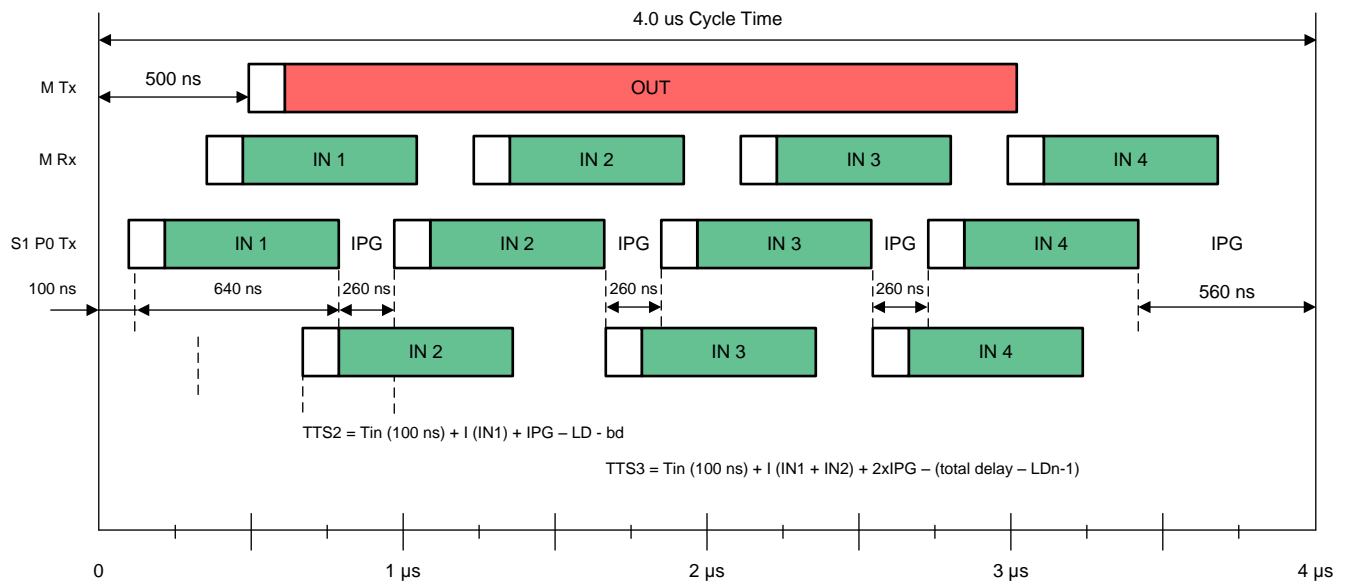 4.0 us Cycle Time
500 ns
M Tx
OUT
M Rx
IN 1
IN 2
IN 3
IN 4
S1 P0 Tx
IN 1
IPG
IN 2
IPG
IN 3
IPG
IN 4
IPG
100 ns
640 ns
260 ns
260 ns
260 ns
560 ns
IN 2
IN 3
IN 4
TTS2 = Tin (100 ns) + I (IN1) + IPG – LD - bd
TTS3 = Tin (100 ns) + I (IN1 + IN2) + 2xIPG – (total delay – LDn-1)
0
1 µs
2 µs
3 µs
4 µs